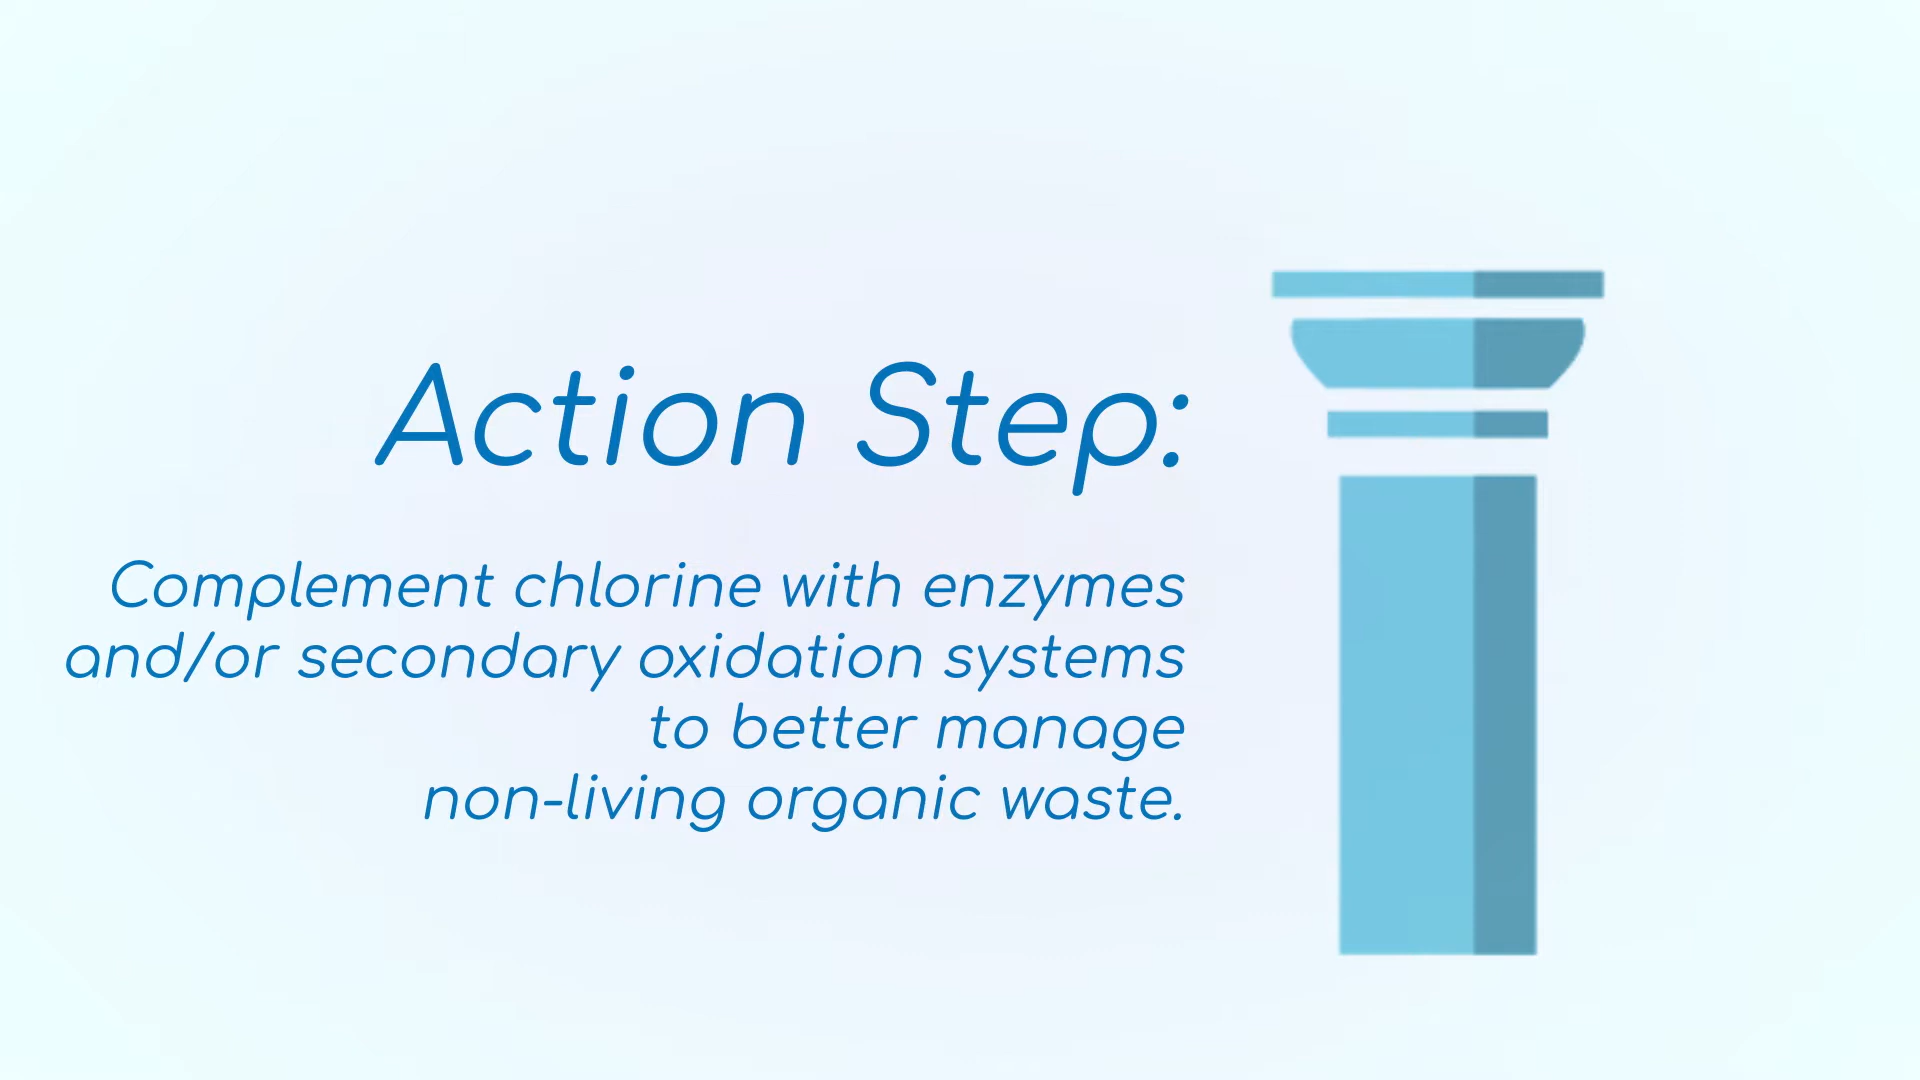 Action Step:
Complement chlorine with enzymes
and/or secondary oxidation systems
to better manage
non-living organic waste.